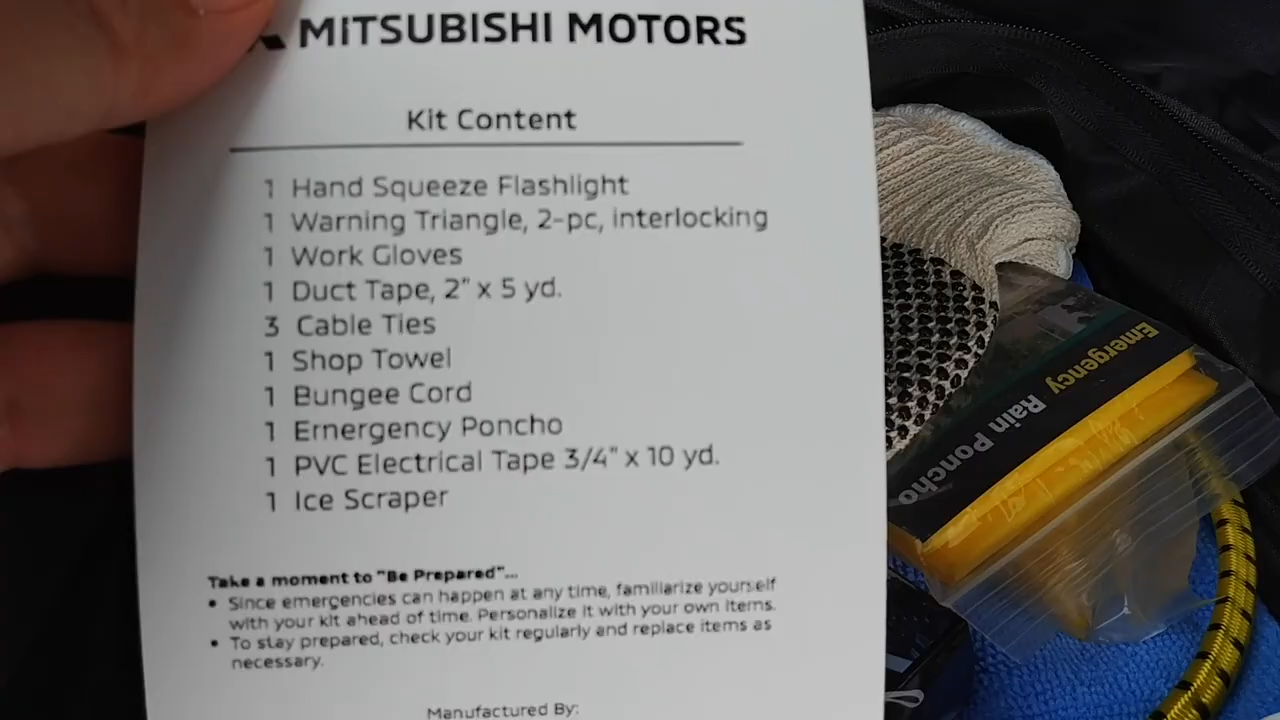 MITSUBISHI MOTORS
Kit Content
1 Hand Squeeze Flashlight
1 Warning Triangle, 2-pc, interlocking
1 Work Gloves
1 Duct Tape, 2" x 5 yd.
3 Cable Ties
1 Shop Towel
1 Bungee Cord
1 Emergency Poncho
1 PVC Electrical Tape 3/4" x 10 yd.
1 Ice Scraper
Take a moment to "Be Prepared"...
• Since emergencies can happen at any time, familiarize yourself
with your kit ahead of time. Personalize it with your own items.
• To stay prepared, check your kit regularly and replace items as
necessary.
Manufactured By:
Emergency Rain Poncho